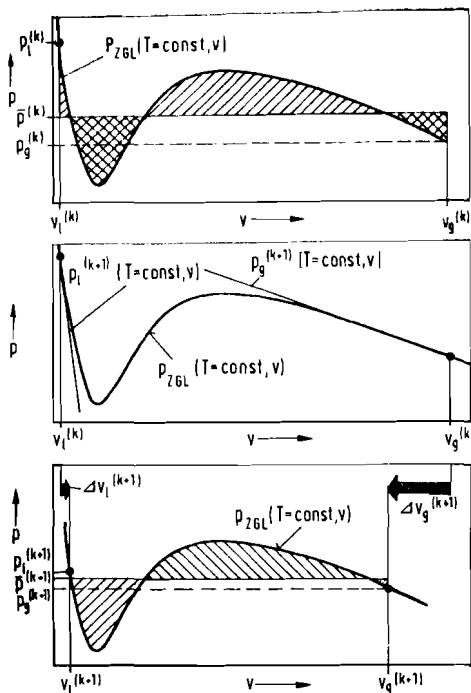 p_l^(k)
P_ZGL (T=const,v)
p
p̄^(k)
p_g^(k)
v_l^(k)
v
v_g^(k)
p_l^(k+1) (T=const,v)
p_g^(k+1) [T=const,v]
p
p_ZGL (T=const,v)
v_l^(k)
v
v_g^(k)
Δv_l^(k+1)
Δv_g^(k+1)
p
p_ZGL (T=const,v)
p_l^(k+1)
p̄^(k+1)
p_g^(k+1)
v_l^(k+1)
v
v_g^(k+1)